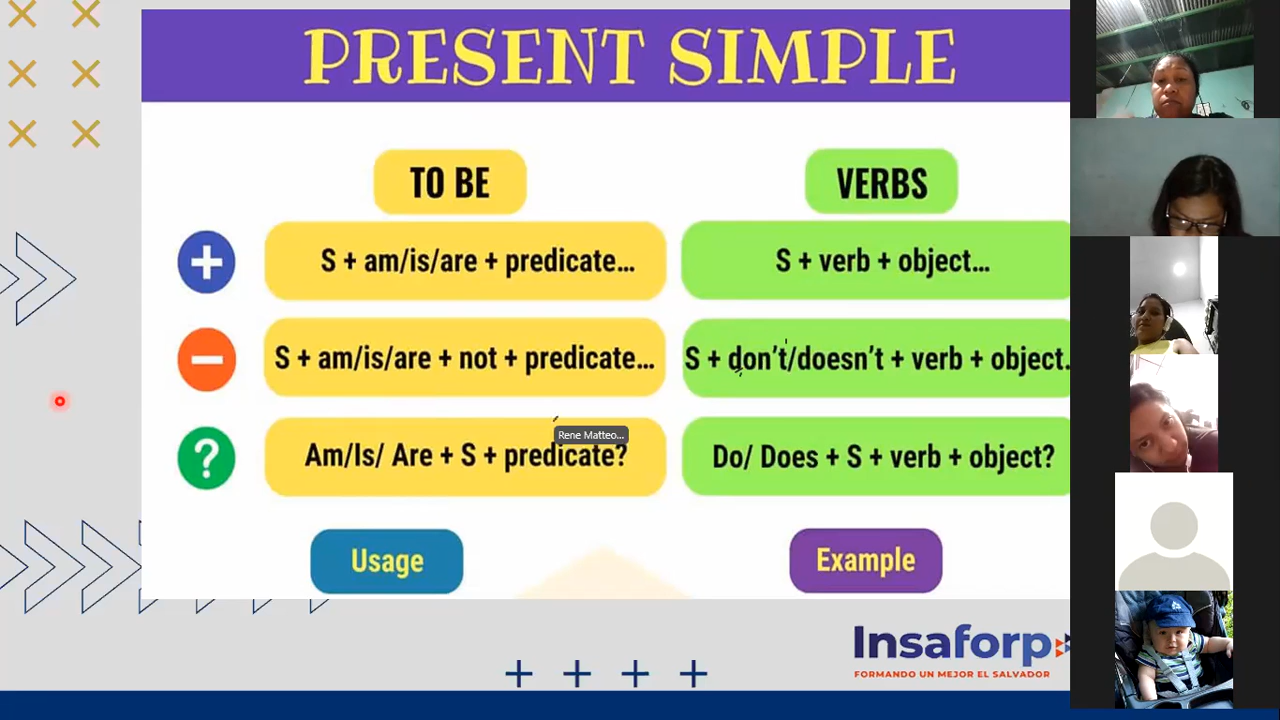 PRESENT SIMPLE
TO BE
VERBS
S + am/is/are + predicate...
S + verb + object...
S + am/is/are + not + predicate...
S + don't/doesn't + verb + object.
Rene Matteo...
Am/Is/ Are + S + predicate?
Do/ Does + S + verb + object?
Usage
Example
Insaforp
FORMANDO UN MEJOR EL SALVADOR